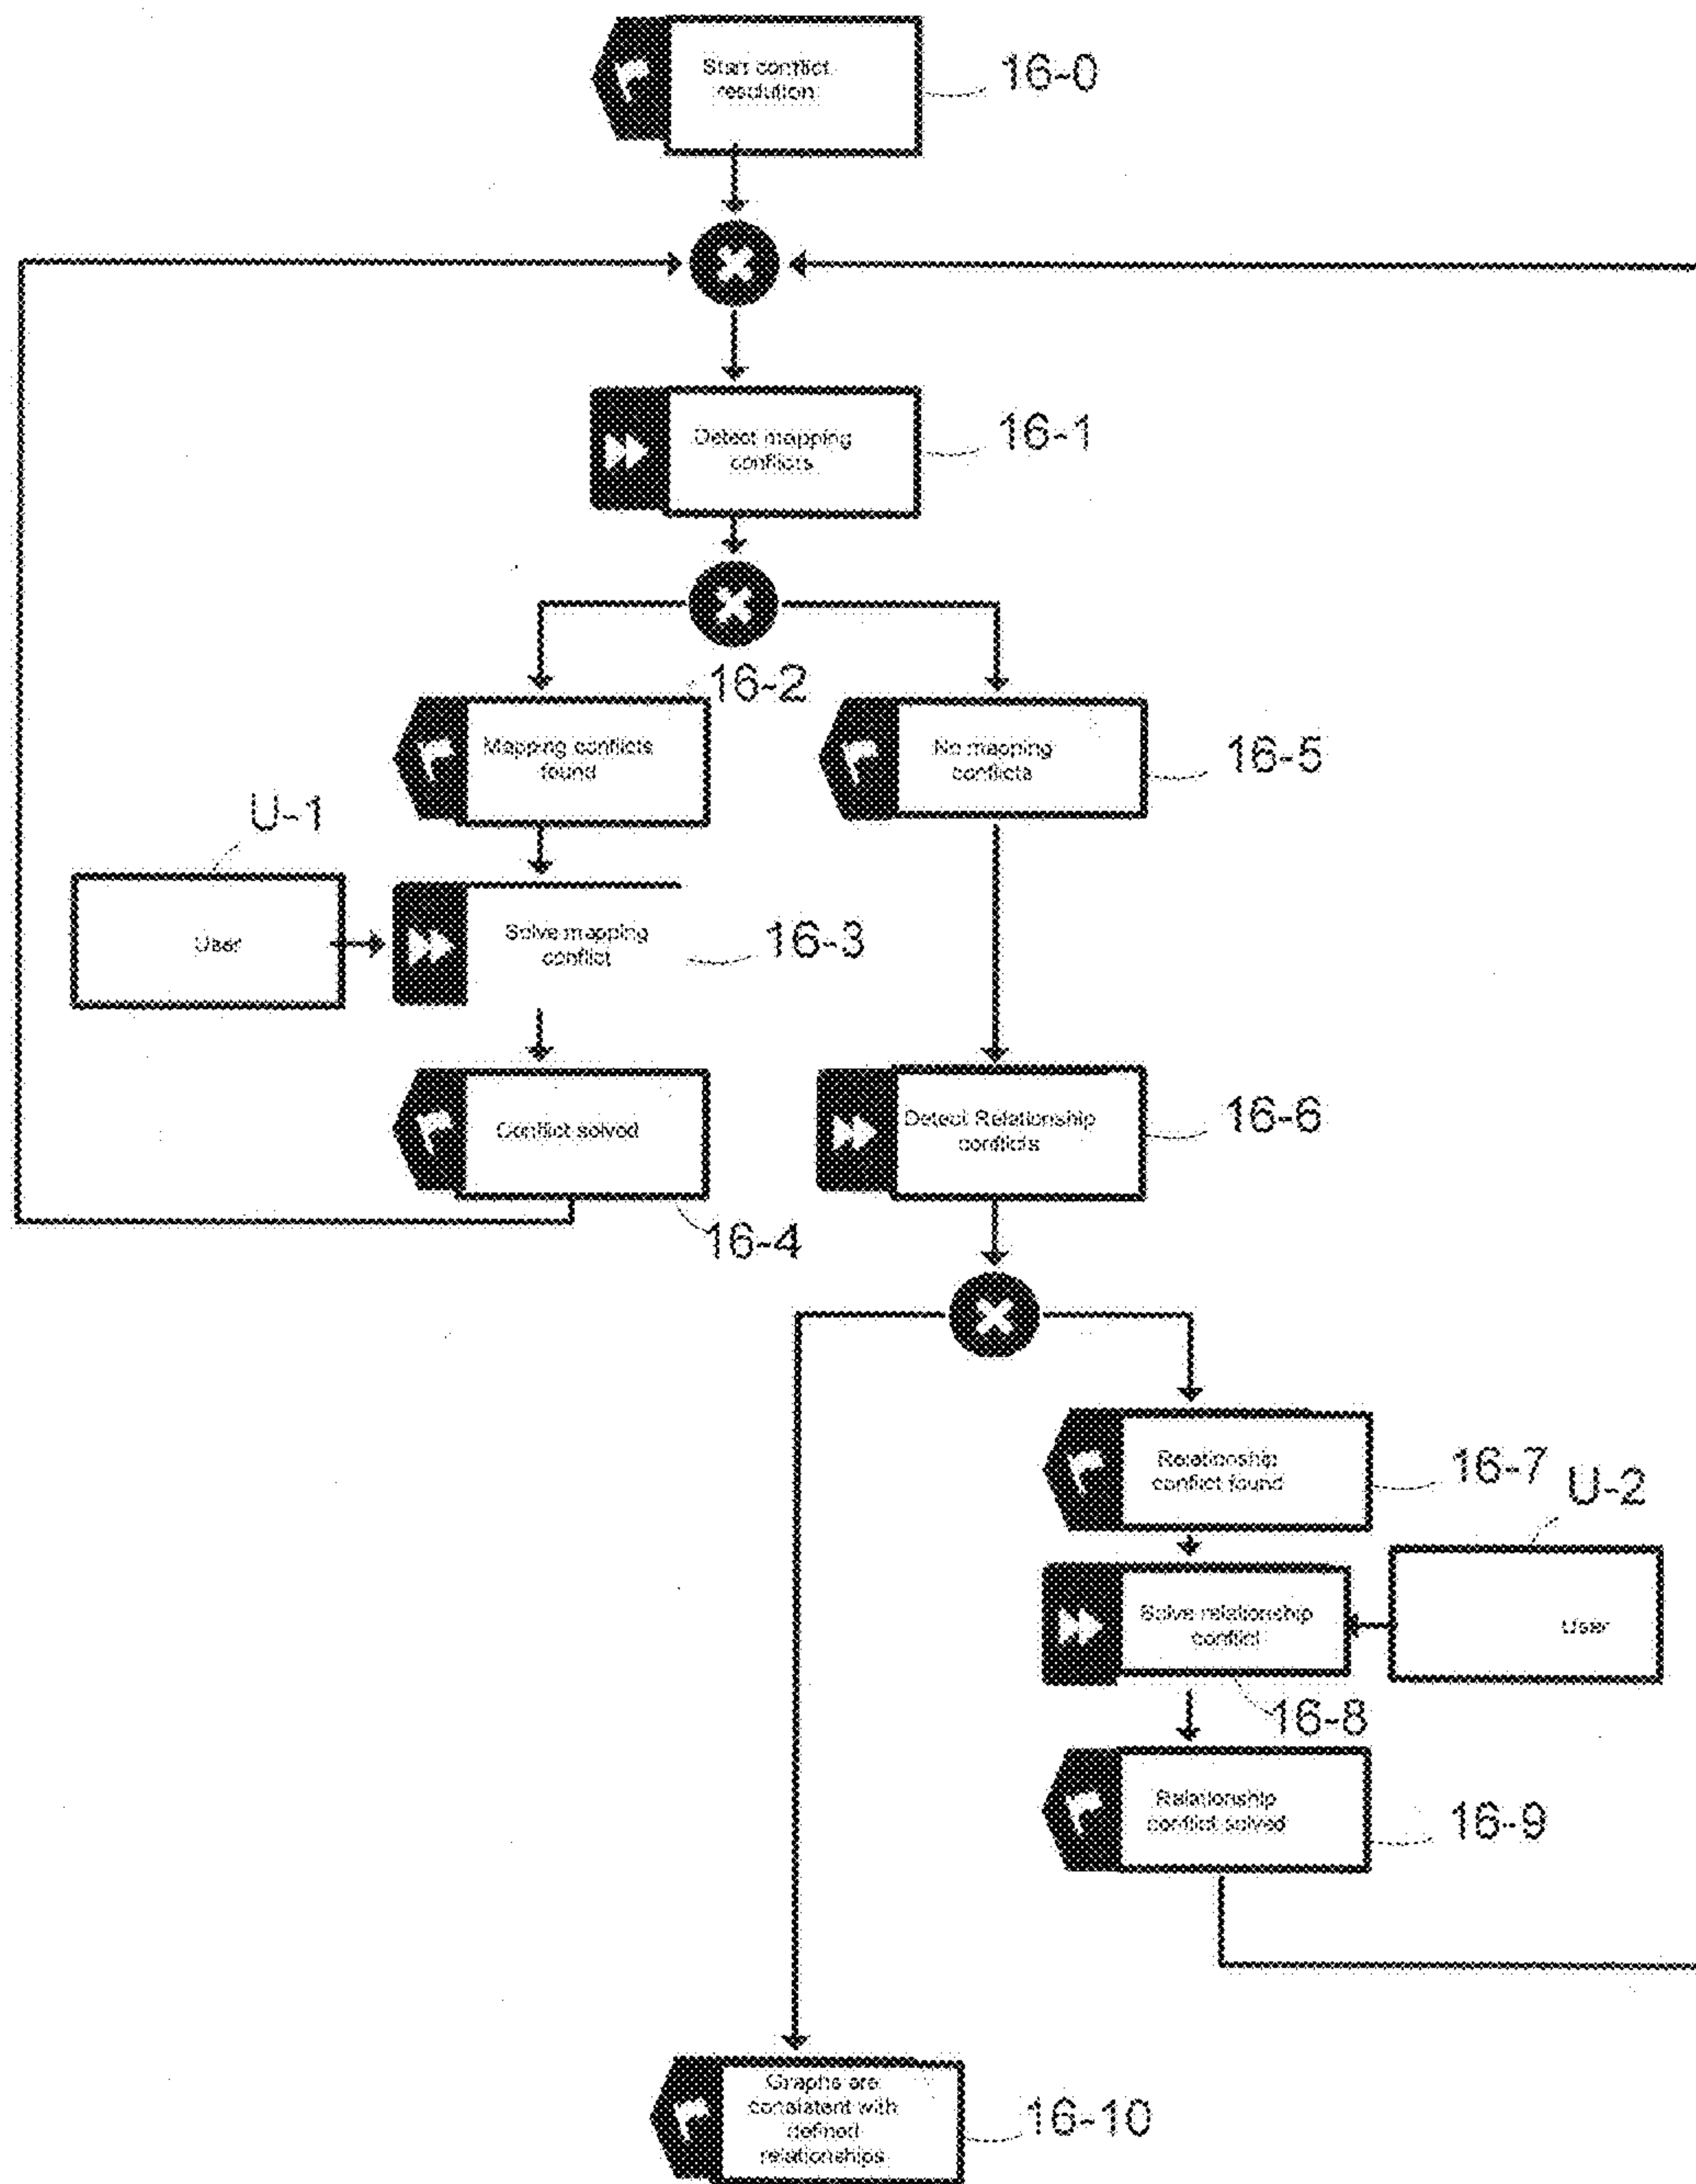 Start conflict
resolution
16-0
Detect mapping
conflicts
16-1
16-2
Mapping conflicts
found
No mapping
conflicts
16-5
U-1
User
Solve mapping
conflict
16-3
Conflict solved
16-4
Detect Relationship
conflicts
16-6
Relationship
conflict found
16-7
U-2
Solve relationship
conflict
User
16-8
Relationship
conflict solved
16-9
Graphs are
consistent with
defined
relationships
16-10